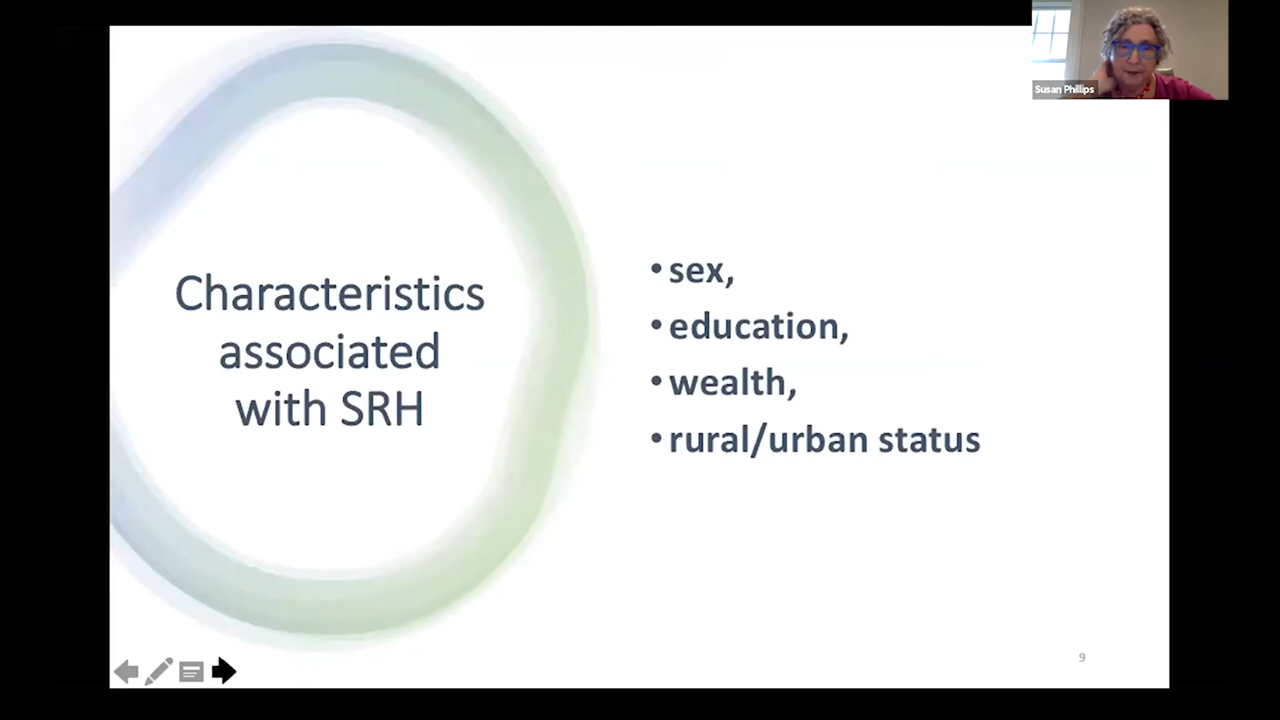 Susan Phillips
Characteristics
associated
with SRH
• sex,
• education,
• wealth,
• rural/urban status
9